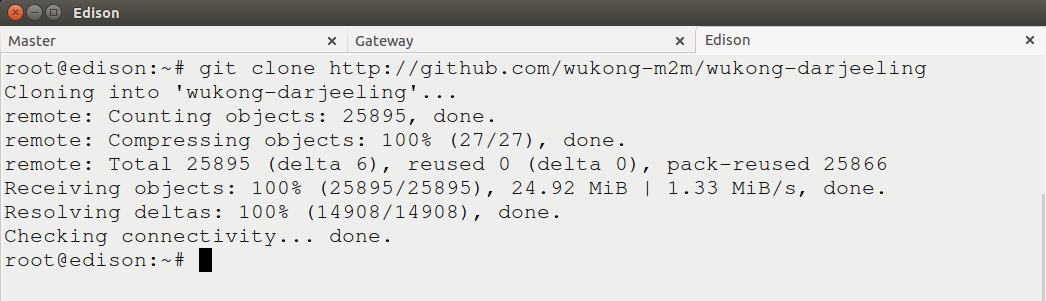 Edison
Master Gateway Edison
root@edison:~# git clone http://github.com/wukong-m2m/wukong-darjeeling
Cloning into 'wukong-darjeeling'...
remote: Counting objects: 25895, done.
remote: Compressing objects: 100% (27/27), done.
remote: Total 25895 (delta 6), reused 0 (delta 0), pack-reused 25866
Receiving objects: 100% (25895/25895), 24.92 MiB | 1.33 MiB/s, done.
Resolving deltas: 100% (14908/14908), done.
Checking connectivity... done.
root@edison:~#